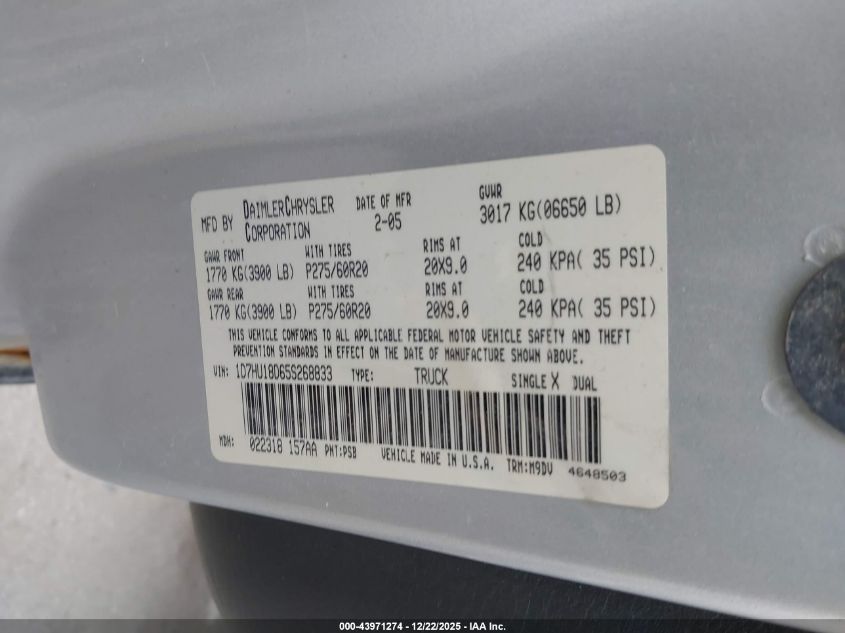 MFD BY DAIMLERCHRYSLER CORPORATION DATE OF MFR 2-05 GVWR 3017 KG(06650 LB)
GAWR FRONT WITH TIRES RIMS AT COLD
1770 KG(3900 LB) P275/60R20 20X9.0 240 KPA( 35 PSI)
GAWR REAR WITH TIRES RIMS AT COLD
1770 KG(3900 LB) P275/60R20 20X9.0 240 KPA( 35 PSI)
THIS VEHICLE CONFORMS TO ALL APPLICABLE FEDERAL MOTOR VEHICLE SAFETY AND THEFT
PREVENTION STANDARDS IN EFFECT ON THE DATE OF MANUFACTURE SHOWN ABOVE.
VIN: 1D7HU18D65S268833 TYPE: TRUCK SINGLE X DUAL
MDH: 022318 157AA PNT:PSB VEHICLE MADE IN U.S.A. TRM:M9DV 4648503
000-43971274 - 12/22/2025 - IAA Inc.